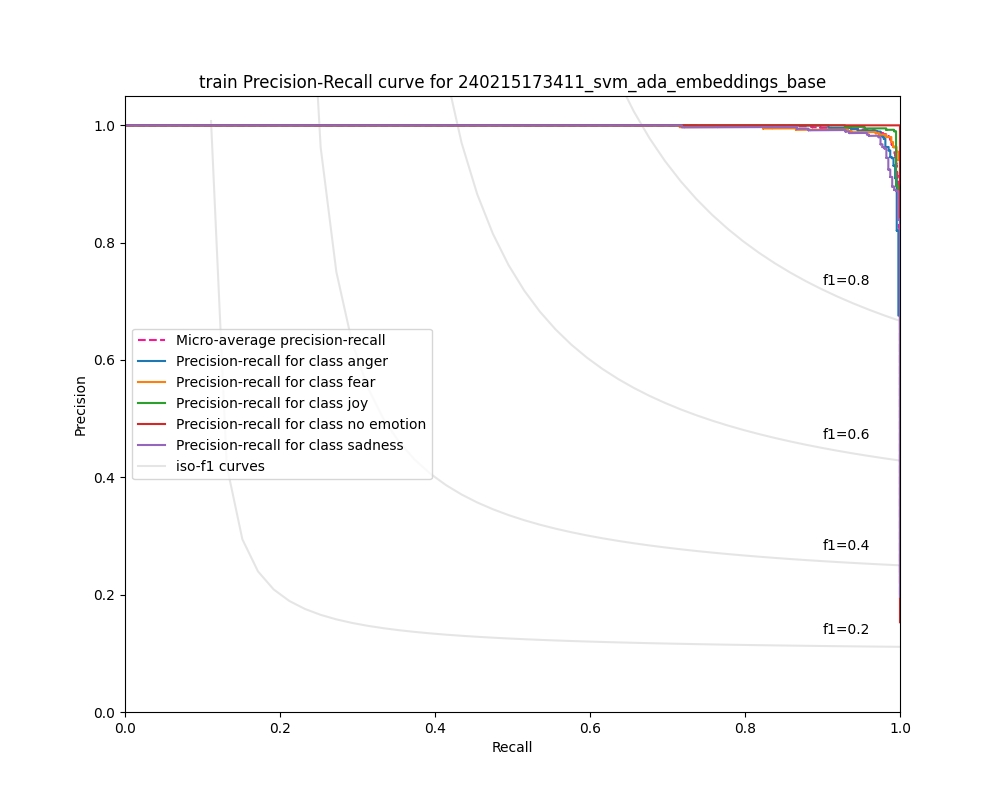 train Precision-Recall curve for 240215173411_svm_ada_embeddings_base
1.0
0.8
0.6
0.4
0.2
0.0
Precision
f1=0.8
f1=0.6
f1=0.4
f1=0.2
Micro-average precision-recall
Precision-recall for class anger
Precision-recall for class fear
Precision-recall for class joy
Precision-recall for class no emotion
Precision-recall for class sadness
iso-f1 curves
0.0 0.2 0.4 0.6 0.8 1.0
Recall